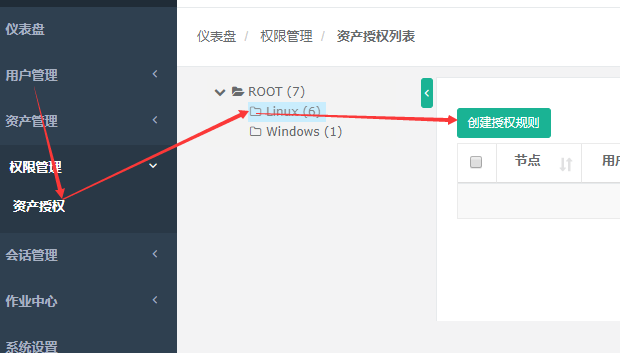 仪表盘
用户管理
资产管理
权限管理
资产授权
会话管理
作业中心
系统设置
仪表盘 / 权限管理 / 资产授权列表
ROOT (7)
Linux (6)
Windows (1)
创建授权规则
节点
用户